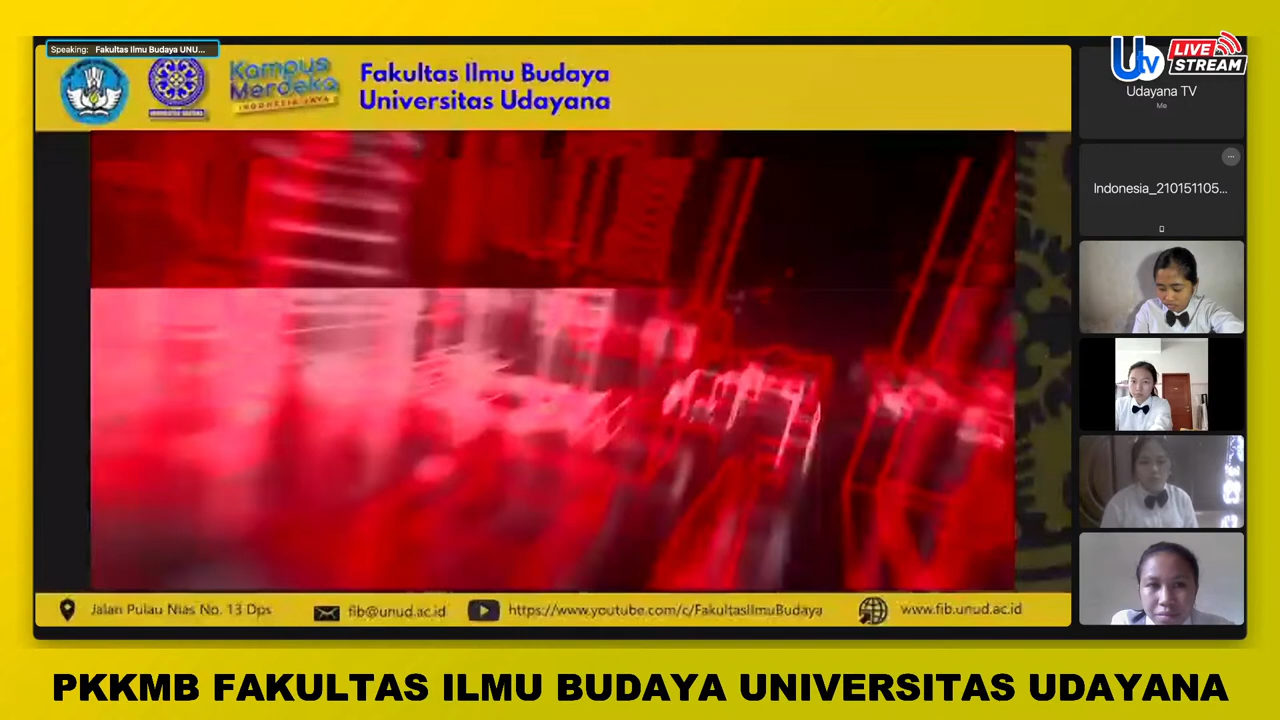 Speaking: Fakultas Ilmu Budaya UNU...
Kampus
Merdeka
INDONESIA JAYA
Fakultas Ilmu Budaya
Universitas Udayana
U tv
LIVE
STREAM
Udayana TV
Me
Indonesia_210151105...
Jalan Pulau Nias No. 13 Dps
fib@unud.ac.id
https://www.youtube.com/c/FakultasIlmuBudaya
www.fib.unud.ac.id
PKKMB FAKULTAS ILMU BUDAYA UNIVERSITAS UDAYANA